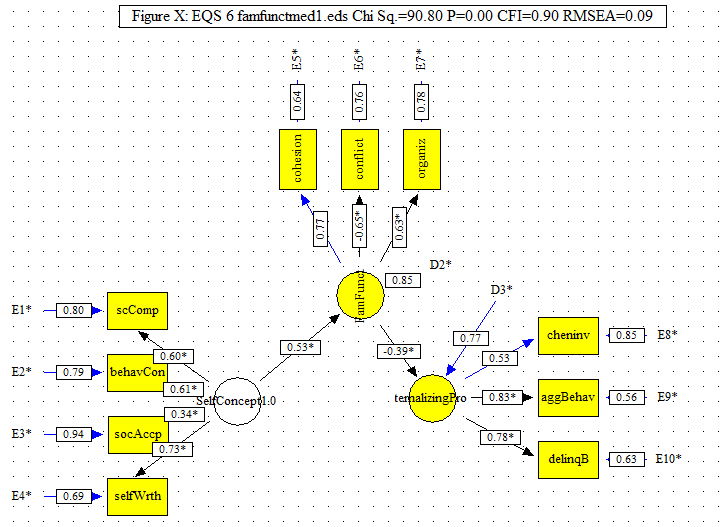 Figure X: EQS 6 famfunctmed1.eds Chi Sq.=90.80 P=0.00 CFI=0.90 RMSEA=0.09
E5* E6* E7*
0.64 0.76 0.78
cohesion conflict organiz
0.77 -0.65* 0.63*
D2*
FamFunct 0.85
D3*
E1* 0.80 scComp
0.77
cheninv 0.85 E8*
0.53* -0.39* 0.53
0.60*
E2* 0.79 behavCon
0.61*
SelfConcept1.0 ternalizingPro 0.83* aggBehav 0.56 E9*
0.34*
E3* 0.94 socAccp
0.73* 0.78*
delinqB 0.63 E10*
E4* 0.69 selfWrth